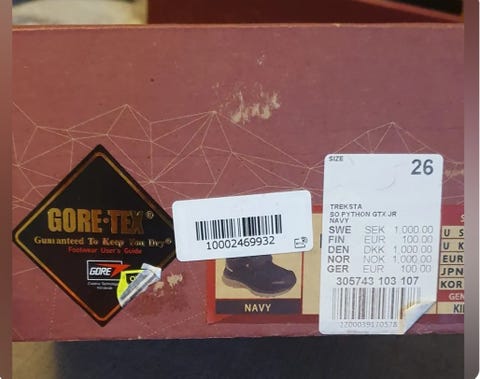 GORE-TEX®
Guaranteed To Keep You Dry®
Footwear User's Guide
GORE
10002469932
NAVY
SIZE
26
TREKSTA
SO PYTHON GTX JR
NAVY
SWE SEK 1,000.00
FIN EUR 100.00
DEN DKK 1,000.00
NOR NOK 1,000.00
GER EUR 100.00
305743 103 107
U S
U K
EUR
JPN
KOR
GEN